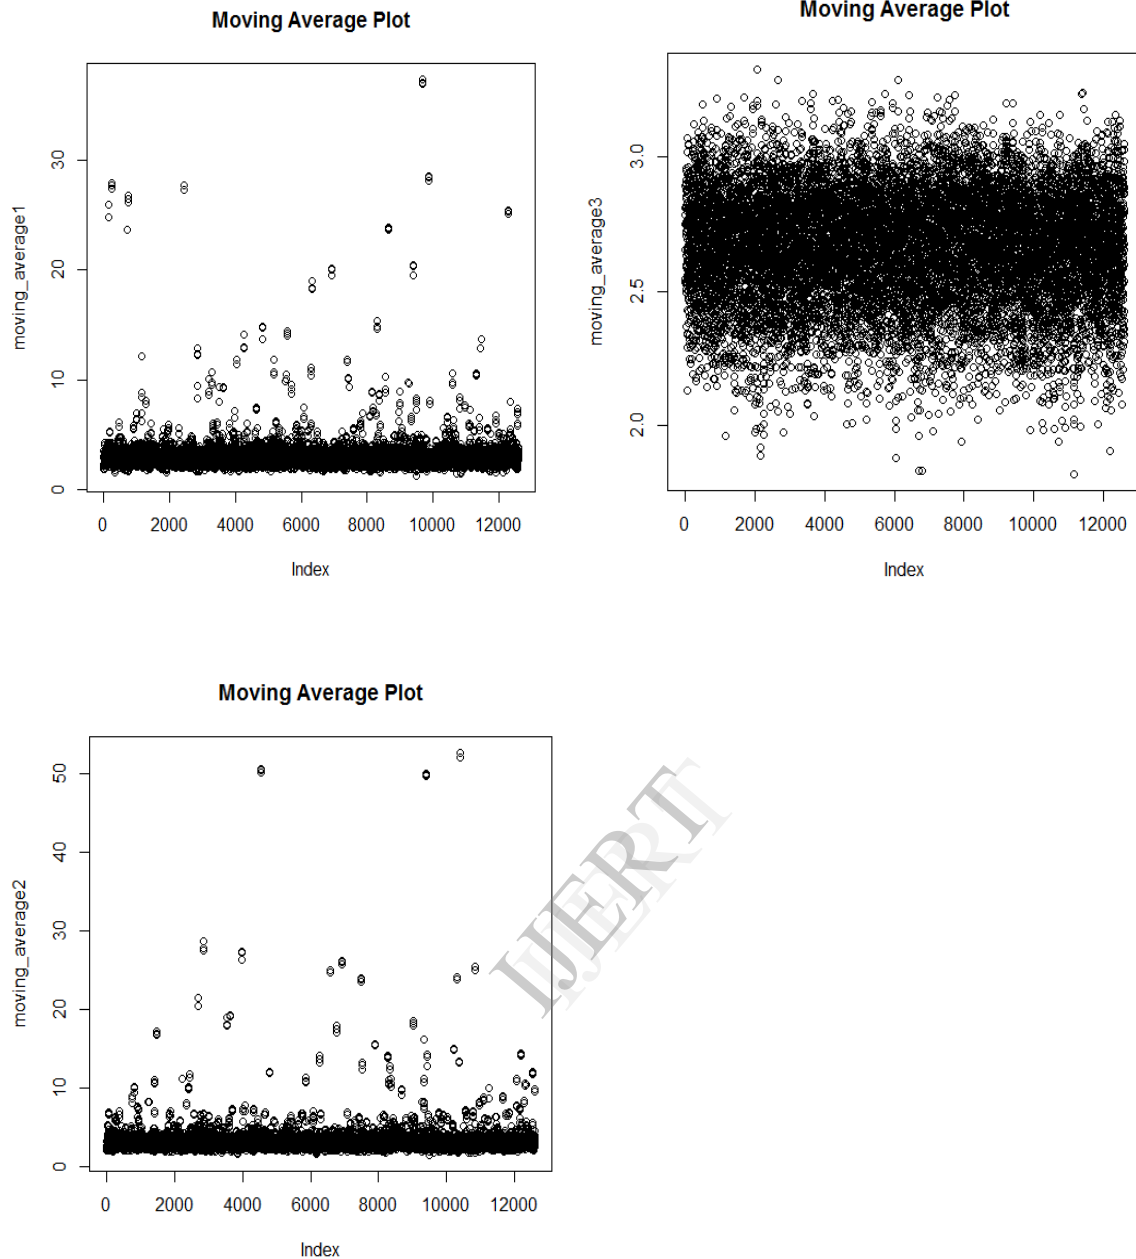 Moving Average Plot
moving_average1
30
20
10
0
0 2000 4000 6000 8000 10000 12000
Index
Moving Average Plot
moving_average3
3.0
2.5
2.0
0 2000 4000 6000 8000 10000 12000
Index
Moving Average Plot
moving_average2
50
40
30
20
10
0
0 2000 4000 6000 8000 10000 12000
Index
IJERT